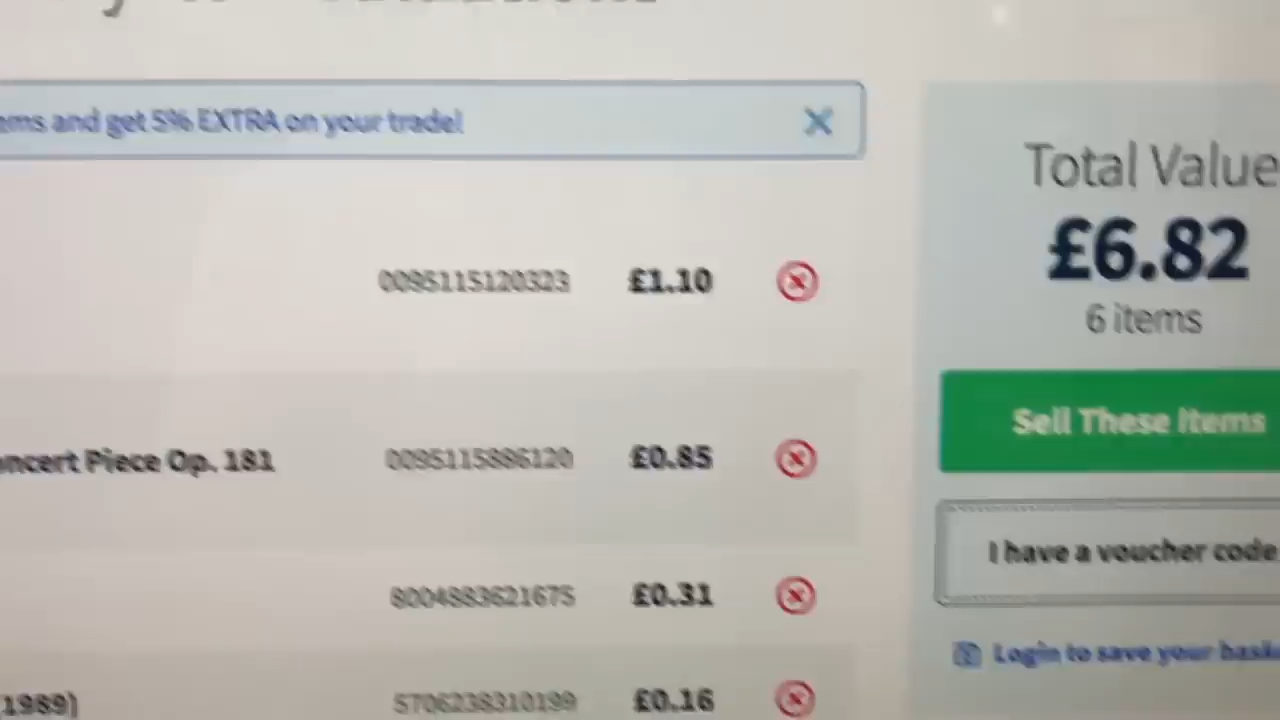 ems and get 5% EXTRA on your trade!
Total Value
£6.82
6 items
0095115120323 £1.10
Sell These Items
oncert Piece Op. 181 0095115886120 £0.85
I have a voucher code
8004883621675 £0.31
Login to save your bask
(1989) 5706238310199 £0.16